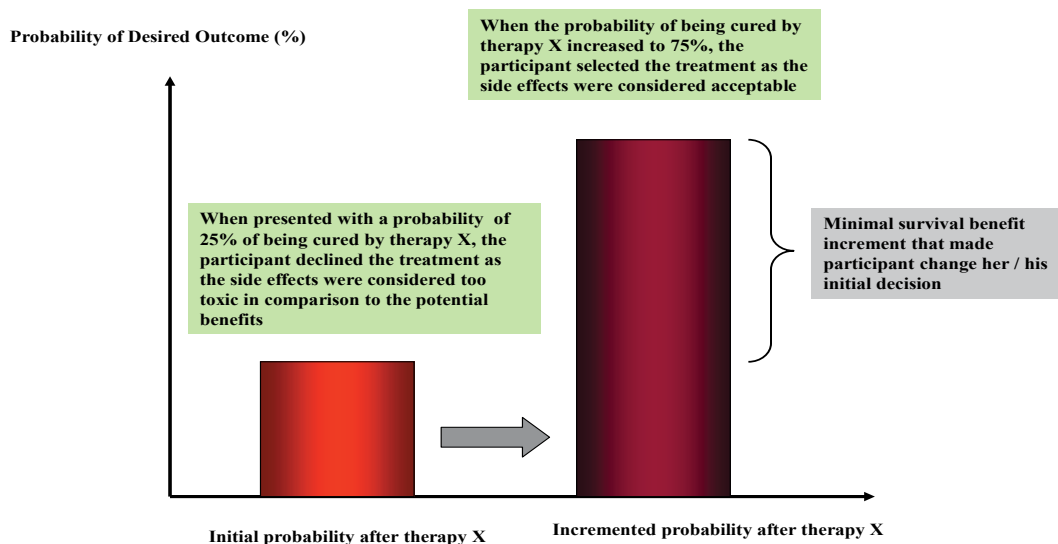 Probability of Desired Outcome (%)
When the probability of being cured by
therapy X increased to 75%, the
participant selected the treatment as the
side effects were considered acceptable
When presented with a probability of
25% of being cured by therapy X, the
participant declined the treatment as
the side effects were considered too
toxic in comparison to the potential
benefits
Minimal survival benefit
increment that made
participant change her / his
initial decision
Initial probability after therapy X
Incremented probability after therapy X